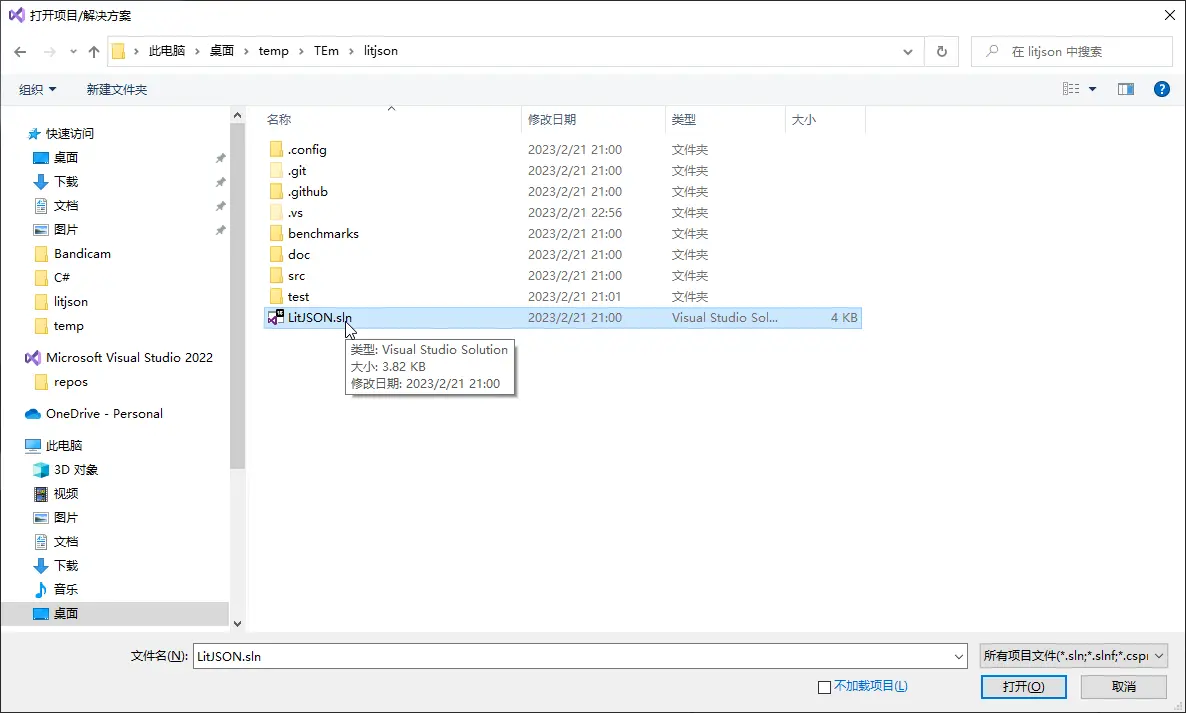 打开项目/解决方案
此电脑 › 桌面 › temp › TEm › litjson
在 litjson 中搜索
组织 新建文件夹
名称 修改日期 类型 大小
快速访问
桌面
下载
文档
图片
Bandicam
C#
litjson
temp
Microsoft Visual Studio 2022
repos
OneDrive - Personal
此电脑
3D 对象
视频
图片
文档
下载
音乐
桌面
.config 2023/2/21 21:00 文件夹
.git 2023/2/21 21:00 文件夹
.github 2023/2/21 21:00 文件夹
.vs 2023/2/21 22:56 文件夹
benchmarks 2023/2/21 21:00 文件夹
doc 2023/2/21 21:00 文件夹
src 2023/2/21 21:00 文件夹
test 2023/2/21 21:01 文件夹
LitJSON.sln 2023/2/21 21:00 Visual Studio Sol... 4 KB
类型: Visual Studio Solution
大小: 3.82 KB
修改日期: 2023/2/21 21:00
文件名(N): LitJSON.sln
所有项目文件(*.sln;*.slnf;*.cspr
不加载项目(L)
打开(O) 取消